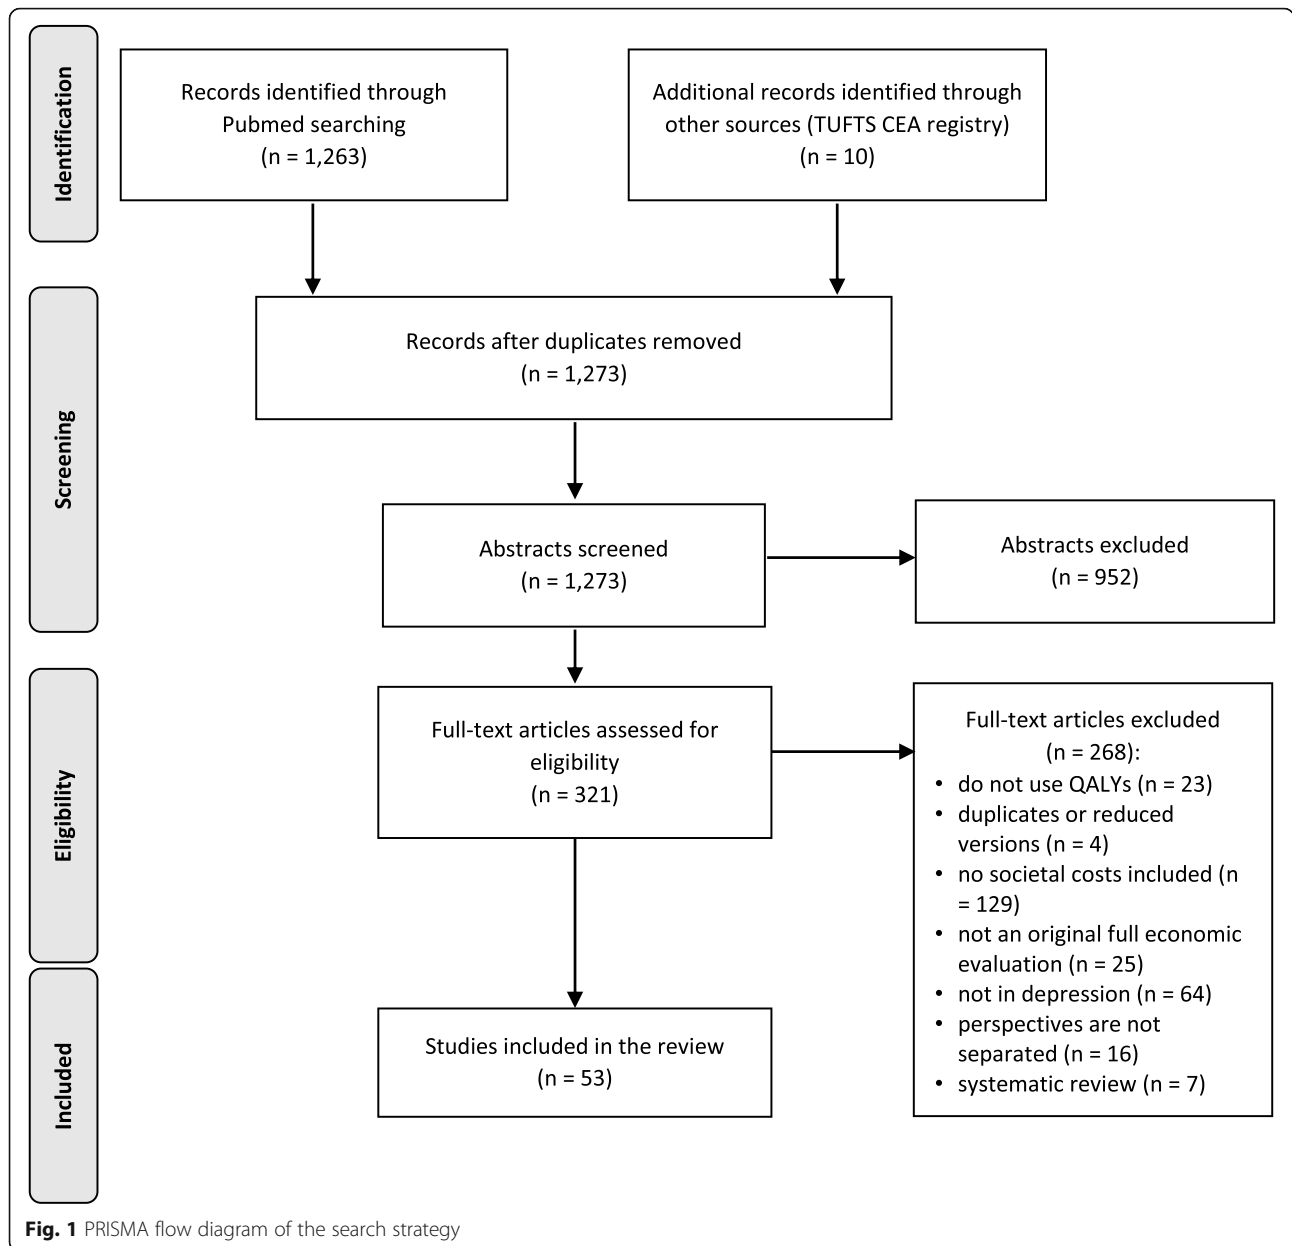 Identification
Records identified through
Pubmed searching
(n = 1,263)
Additional records identified through
other sources (TUFTS CEA registry)
(n = 10)
Screening
Records after duplicates removed
(n = 1,273)
Abstracts screened
(n = 1,273)
Abstracts excluded
(n = 952)
Eligibility
Full-text articles assessed for
eligibility
(n = 321)
Full-text articles excluded
(n = 268):
• do not use QALYs (n = 23)
• duplicates or reduced
versions (n = 4)
• no societal costs included (n
= 129)
• not an original full economic
evaluation (n = 25)
• not in depression (n = 64)
• perspectives are not
separated (n = 16)
• systematic review (n = 7)
Included
Studies included in the review
(n = 53)
Fig. 1 PRISMA flow diagram of the search strategy